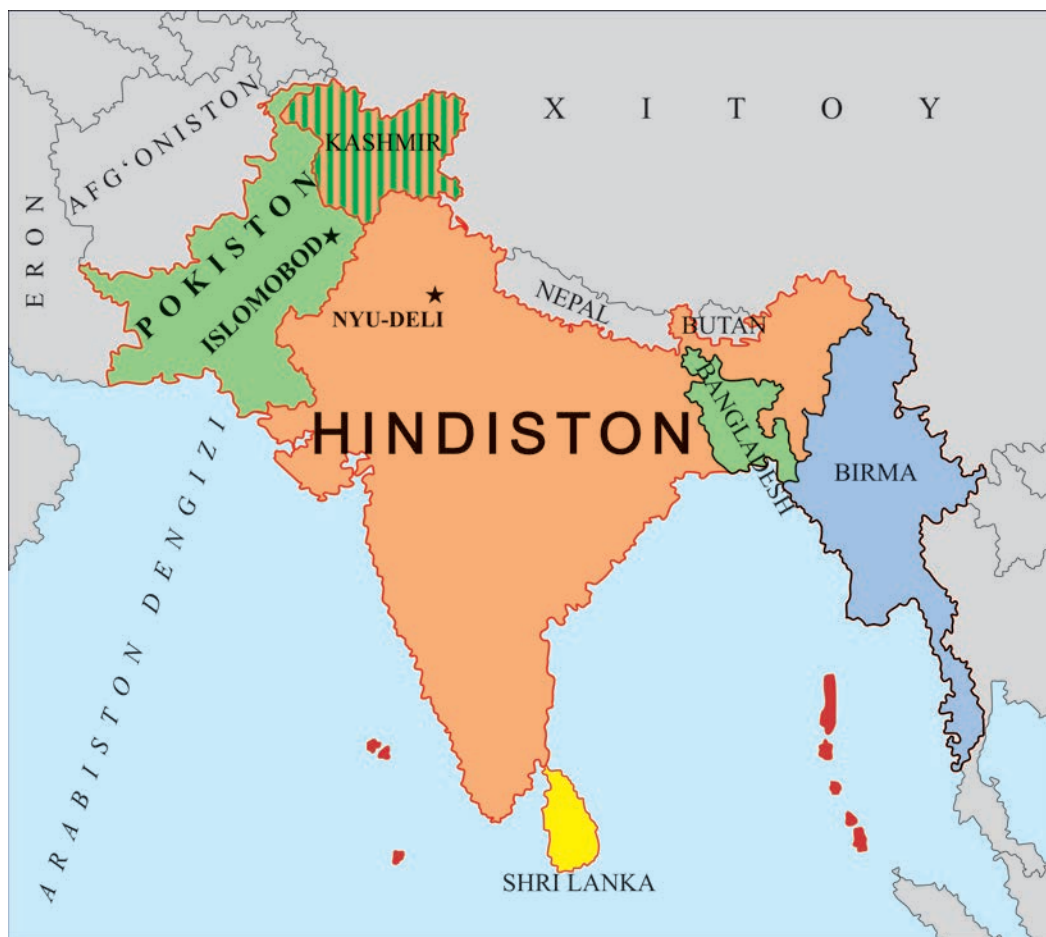 XITOY
AFG‘ONISTON
KASHMIR
ERON
POKISTON
ISLOMOBOD
NYU-DELI
NEPAL
BUTAN
BANGLADESH
HINDISTON
BIRMA
ARABISTON DENGIZI
SHRI LANKA